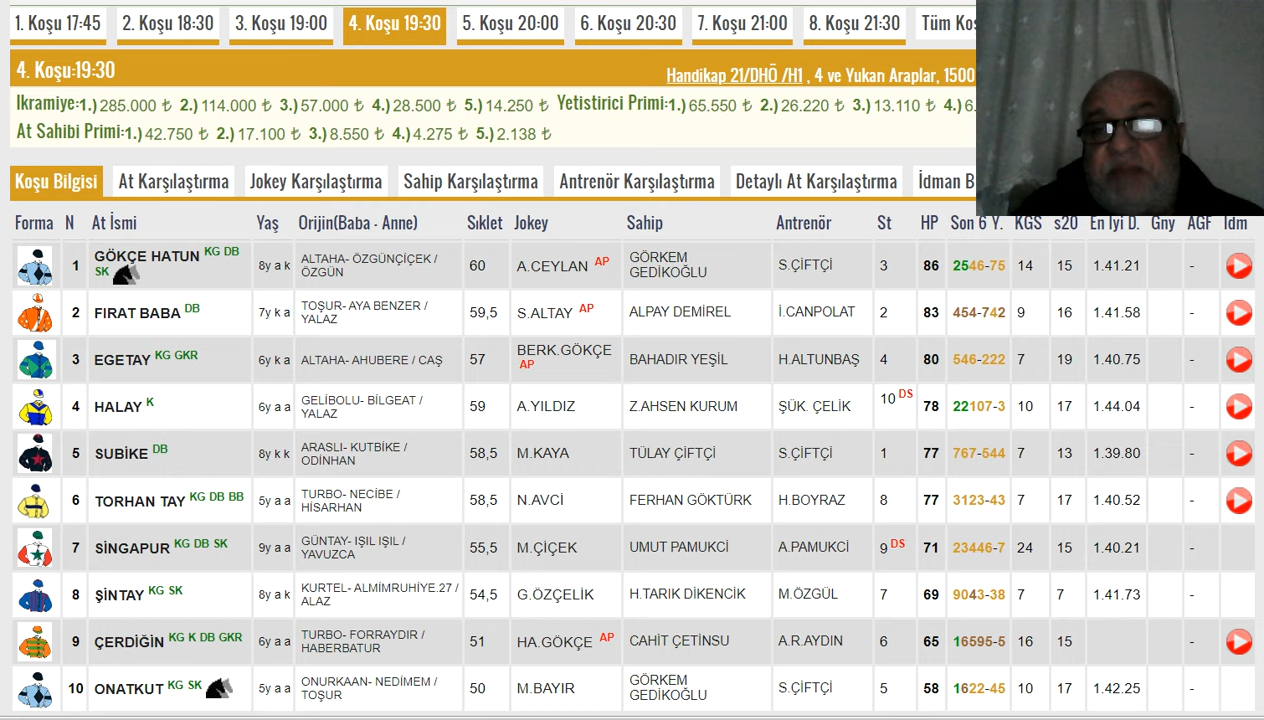 1. Koşu 17:45 2. Koşu 18:30 3. Koşu 19:00 4. Koşu 19:30 5. Koşu 20:00 6. Koşu 20:30 7. Koşu 21:00 8. Koşu 21:30 Tüm Kos
4. Koşu:19:30 Handikap 21/DHÖ /H1 , 4 ve Yukarı Araplar, 1500
İkramiye:1.) 285.000 ₺ 2.) 114.000 ₺ 3.) 57.000 ₺ 4.) 28.500 ₺ 5.) 14.250 ₺ Yetistirici Primi:1.) 65.550 ₺ 2.) 26.220 ₺ 3.) 13.110 ₺ 4.) 6.
At Sahibi Primi:1.) 42.750 ₺ 2.) 17.100 ₺ 3.) 8.550 ₺ 4.) 4.275 ₺ 5.) 2.138 ₺
Koşu Bilgisi At Karşılaştırma Jokey Karşılaştırma Sahip Karşılaştırma Antrenör Karşılaştırma Detaylı At Karşılaştırma İdman B
Forma N At İsmi Yaş Orijin(Baba - Anne) Sıklet Jokey Sahip Antrenör St HP Son 6 Y. KGS s20 En İyi D. Gny AGF Idm
1 GÖKÇE HATUN KG DB SK 8y a k ALTAHA- ÖZGÜNÇİÇEK / ÖZGÜN 60 A.CEYLAN AP GÖRKEM GEDİKOĞLU S.ÇİFTÇİ 3 86 2546-75 14 15 1.41.21 -
2 FIRAT BABA DB 7y k a TOŞUR- AYA BENZER / YALAZ 59,5 S.ALTAY AP ALPAY DEMİREL İ.CANPOLAT 2 83 454-742 9 16 1.41.58 -
3 EGETAY KG GKR 6y k a ALTAHA- AHUBERE / CAŞ 57 BERK.GÖKÇE AP BAHADIR YEŞİL H.ALTUNBAŞ 4 80 546-222 7 19 1.40.75 -
4 HALAY K 6y a a GELİBOLU- BİLGEAT / YALAZ 59 A.YILDIZ Z.AHSEN KURUM ŞÜK. ÇELİK 10 DS 78 22107-3 10 17 1.44.04 -
5 SUBİKE DB 8y k k ARASLI- KUTBİKE / ODİNHAN 58,5 M.KAYA TÜLAY ÇİFTÇİ S.ÇİFTÇİ 1 77 767-544 7 13 1.39.80 -
6 TORHAN TAY KG DB BB 5y a a TURBO- NECİBE / HİSARHAN 58,5 N.AVCİ FERHAN GÖKTÜRK H.BOYRAZ 8 77 3123-43 7 17 1.40.52 -
7 SİNGAPUR KG DB SK 9y a a GÜNTAY- IŞIL IŞIL / YAVUZCA 55,5 M.ÇİÇEK UMUT PAMUKCİ A.PAMUKCİ 9 DS 71 23446-7 24 15 1.40.21 -
8 ŞİNTAY KG SK 8y a k KURTEL- ALMİMRUHİYE.27 / ALAZ 54,5 G.ÖZÇELİK H.TARIK DİKENCİK M.ÖZGÜL 7 69 9043-38 7 7 1.41.73 -
9 ÇERDİĞİN KG K DB GKR 6y a a TURBO- FORRAYDIR / HABERBATUR 51 HA.GÖKÇE AP CAHİT ÇETİNSU A.R.AYDIN 6 65 16595-5 16 15 -
10 ONATKUT KG SK 5y a a ONURKAAN- NEDİMEM / TOŞUR 50 M.BAYIR GÖRKEM GEDİKOĞLU S.ÇİFTÇİ 5 58 1622-45 10 17 1.42.25 -